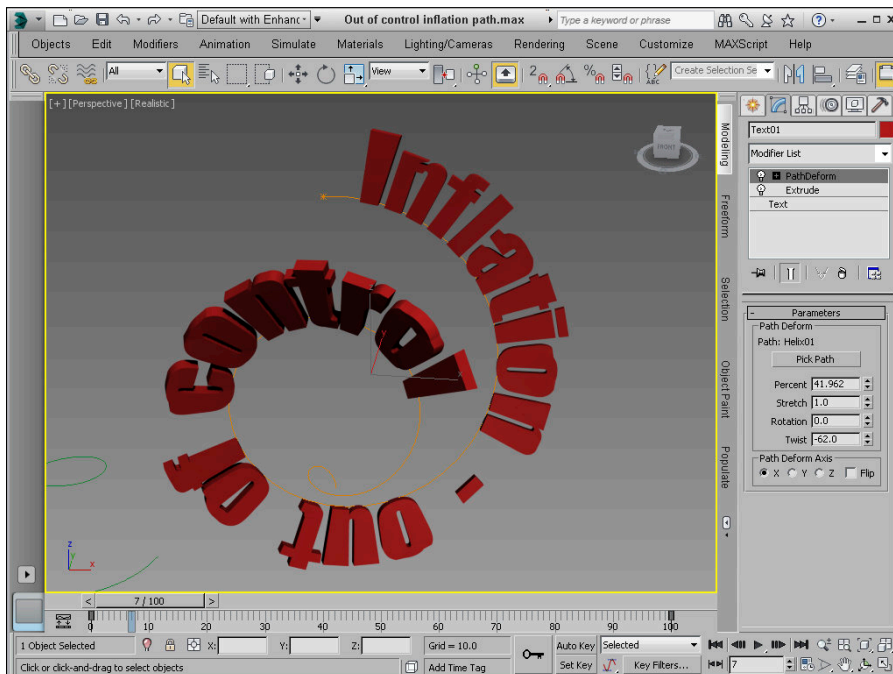 Default with Enhanc
Out of control inflation path.max
Type a keyword or phrase
Objects Edit Modifiers Animation Simulate Materials Lighting/Cameras Rendering Scene Customize MAXScript Help
All
View
2
%
ABC
Create Selection Se
[+] [Perspective] [Realistic]
FRONT
Inflation - out of control
z
y
x
Modeling
Freeform
Selection
Object Paint
Populate
Text01
Modifier List
PathDeform
Extrude
Text
- Parameters
Path Deform
Path: Helix01
Pick Path
Percent 41.962
Stretch 1.0
Rotation 0.0
Twist -62.0
Path Deform Axis
X Y Z Flip
< 7 / 100 >
0 10 20 30 40 50 60 70 80 90 100
1 Object Selected X: Y: Z: Grid = 10.0 Auto Key Selected
Click or click-and-drag to select objects Add Time Tag Set Key Key Filters... 7